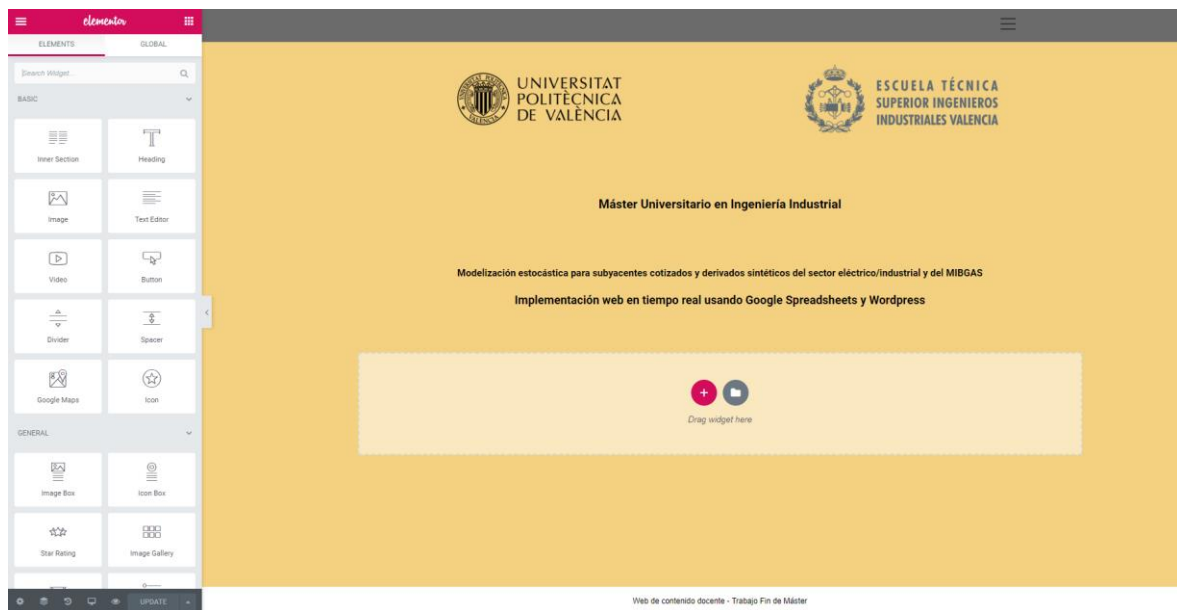 elementor
ELEMENTS GLOBAL
Search Widget...
BASIC
Inner Section Heading
Image Text Editor
Video Button
Divider Spacer
Google Maps Icon
GENERAL
Image Box Icon Box
Star Rating Image Gallery
UPDATE
UNIVERSITAT
POLITÈCNICA
DE VALÈNCIA
ESCUELA TÉCNICA
SUPERIOR INGENIEROS
INDUSTRIALES VALENCIA
Máster Universitario en Ingeniería Industrial
Modelización estocástica para subyacentes cotizados y derivados sintéticos del sector eléctrico/industrial y del MIBGAS
Implementación web en tiempo real usando Google Spreadsheets y Wordpress
Drag widget here
Web de contenido docente - Trabajo Fin de Máster